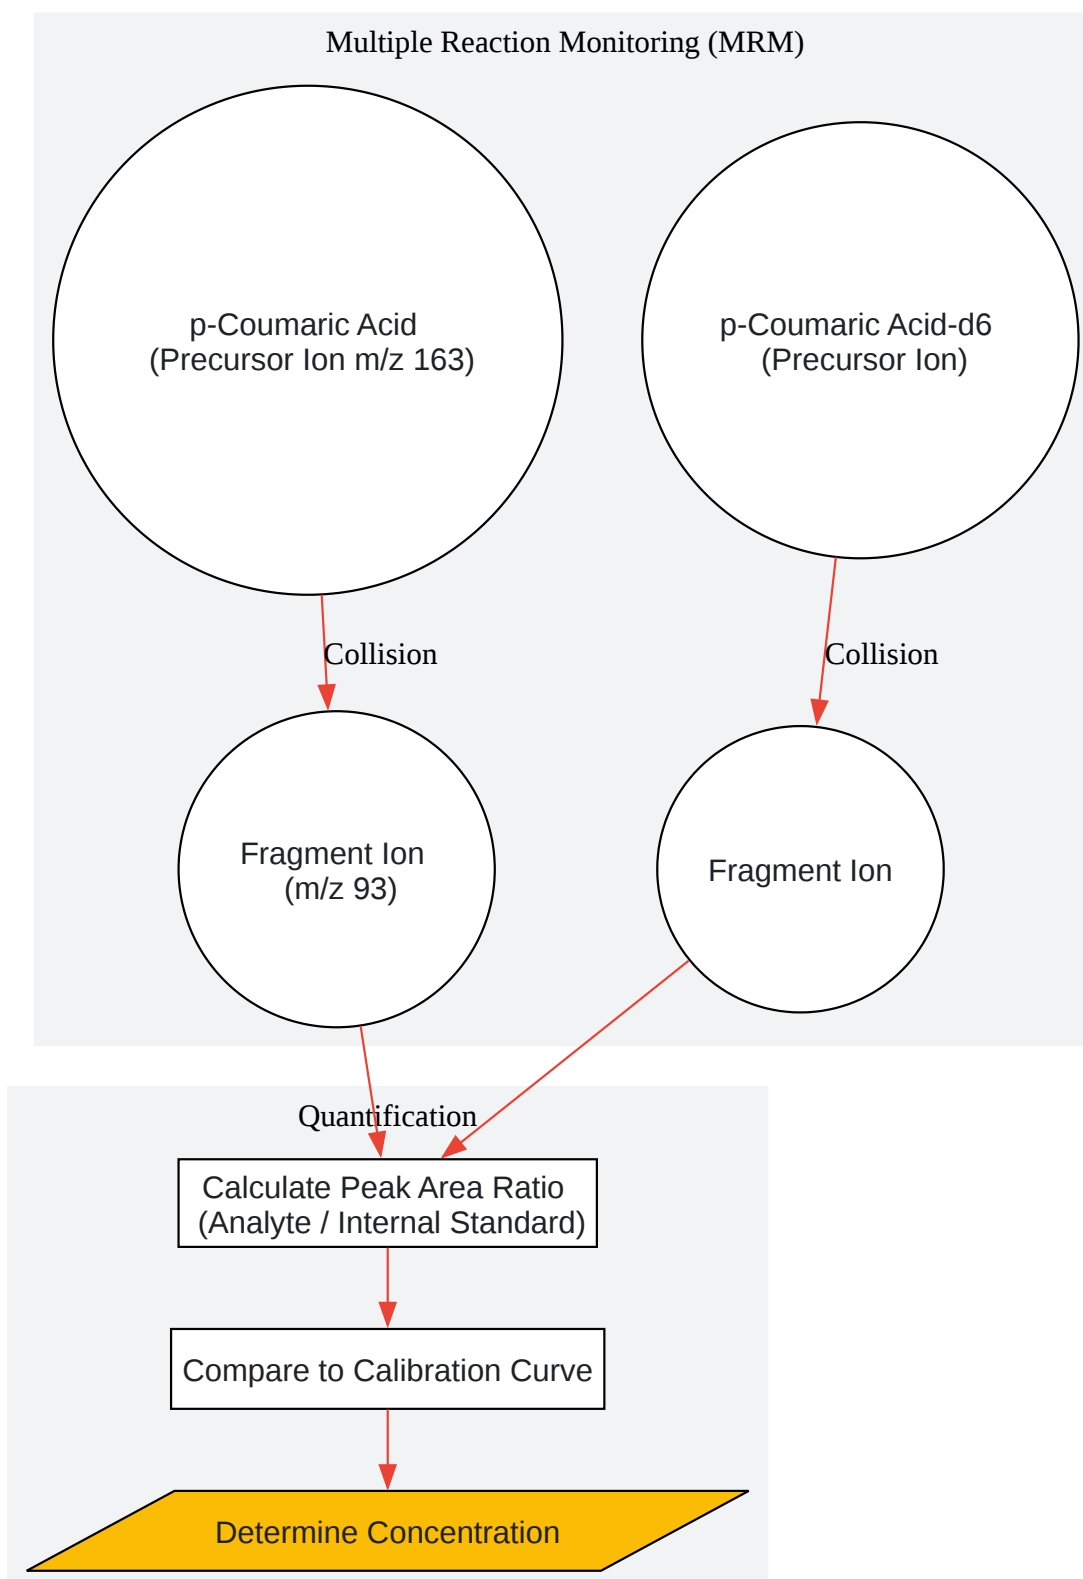 Multiple Reaction Monitoring (MRM)
p-Coumaric Acid
(Precursor Ion m/z 163)
p-Coumaric Acid-d6
(Precursor Ion)
Collision
Collision
Fragment Ion
(m/z 93)
Fragment Ion
Quantification
Calculate Peak Area Ratio
(Analyte / Internal Standard)
Compare to Calibration Curve
Determine Concentration